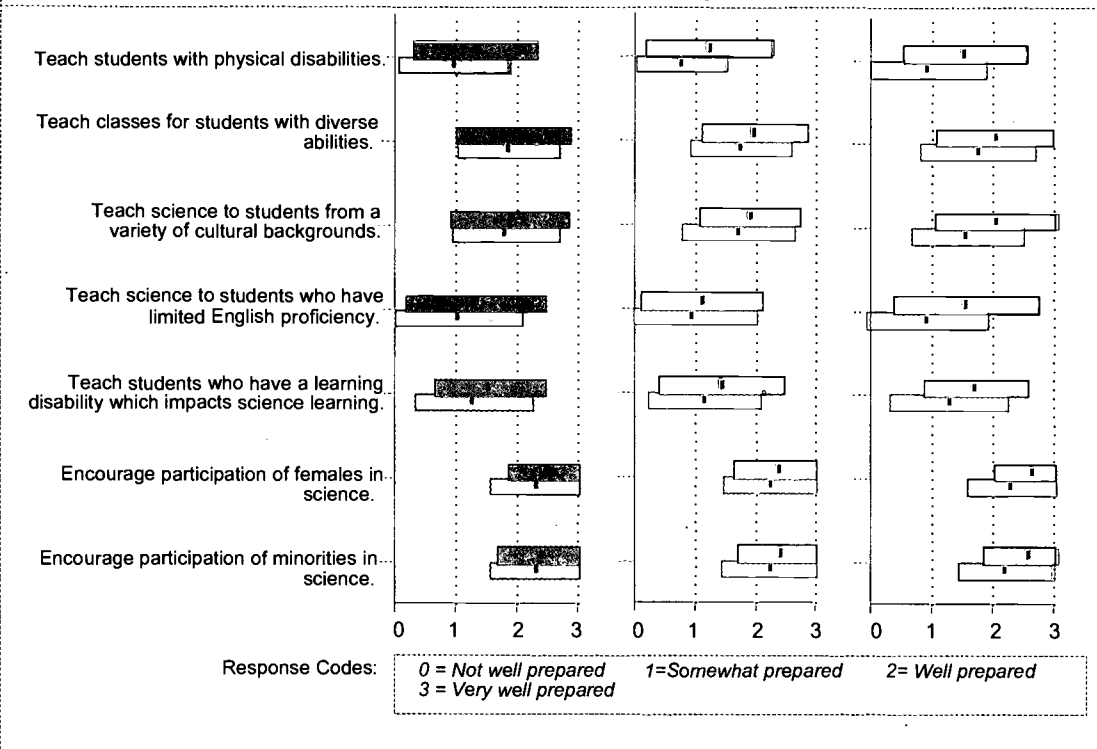 Teach students with physical disabilities.
Teach classes for students with diverse
abilities.
Teach science to students from a
variety of cultural backgrounds.
Teach science to students who have
limited English proficiency.
Teach students who have a learning
disability which impacts science learning.
Encourage participation of females in
science.
Encourage participation of minorities in
science.
0 1 2 3 0 1 2 3 0 1 2 3
Response Codes: 0 = Not well prepared 1=Somewhat prepared 2= Well prepared
3 = Very well prepared